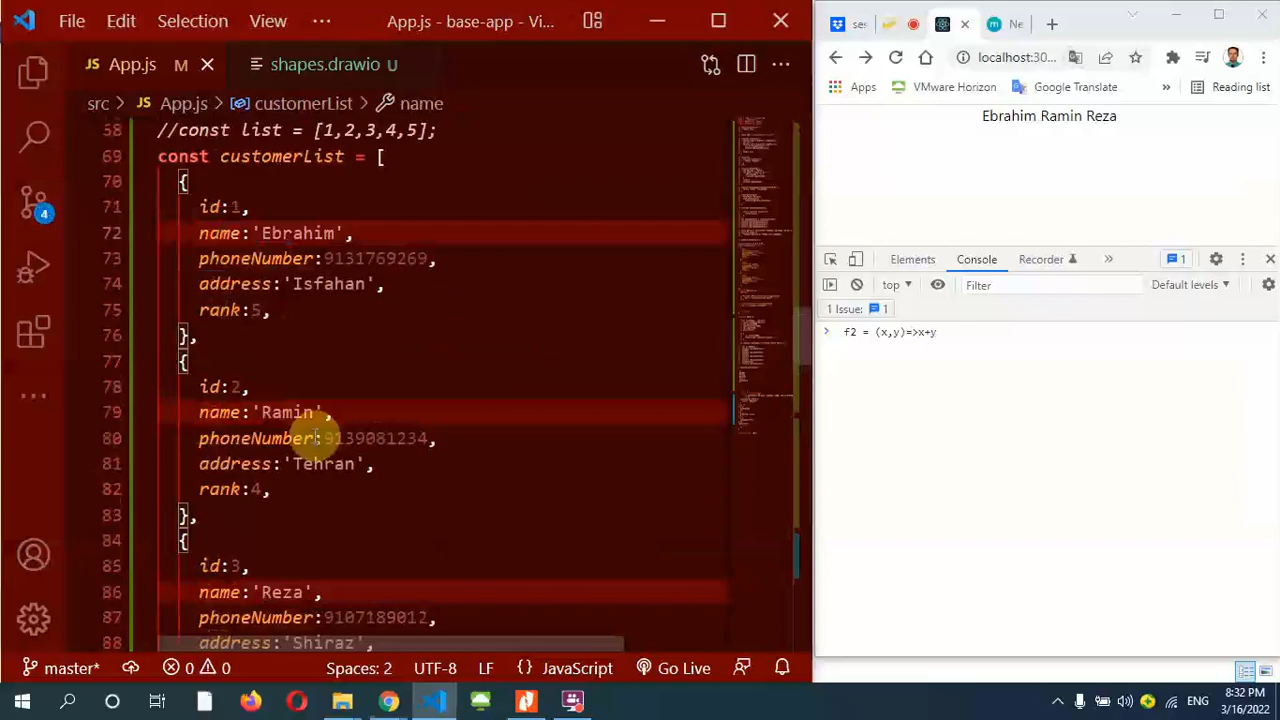 File Edit Selection View ··· App.js - base-app - Vi...
App.js M
shapes.drawio U
src > App.js > customerList > name
58 //const list = [1,2,3,4,5];
69 const customerList = [
70 {
71 id:1,
72 name:'Ebrahim',
73 phoneNumber:9131769269,
74 address:'Isfahan',
75 rank:5,
76 },
77 {
78 id:2,
79 name:'Ramin',
80 phoneNumber:9139081234,
81 address:'Tehran',
82 rank:4,
83 },
84 {
85 id:3,
86 name:'Reza',
87 phoneNumber:9107189012,
88 address:'Shiraz',
4
master* 0 0 Spaces: 2 UTF-8 LF {} JavaScript Go Live
ses
Ne
localhost:30...
Apps VMware Horizon Google Translate » Reading list
Ebrahim Ramin Reza
Elements Console Recorder » 1
top Filter Default levels
1 Issue: 1
> f2 = (x,y)=>x+y
ENG
8:32 PM
3/16/2022